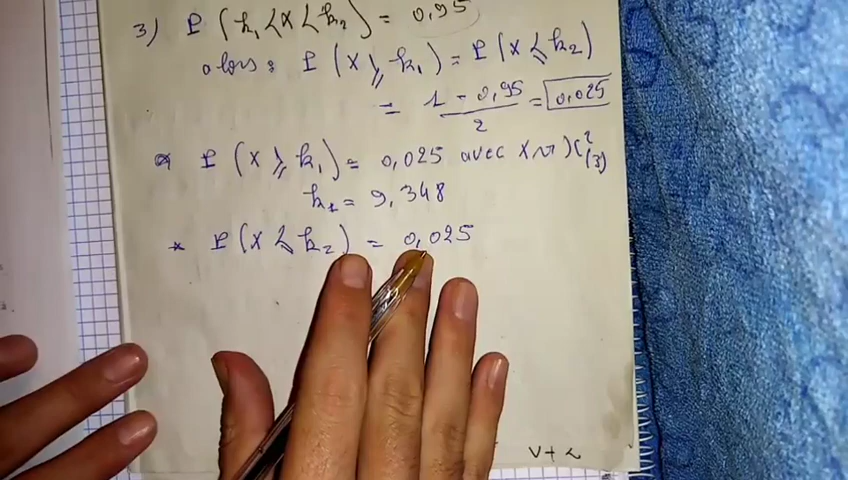 3) P(k₁<X<k₂) = 0,95
alors : P(X⩾k₁) = P(X⩽k₂)
= (1 - 0,95)/2 = 0,025
* P(X⩾k₁) = 0,025 avec X~χ²(3)
k₁ = 9,348
* P(X⩽k₂) = 0,025